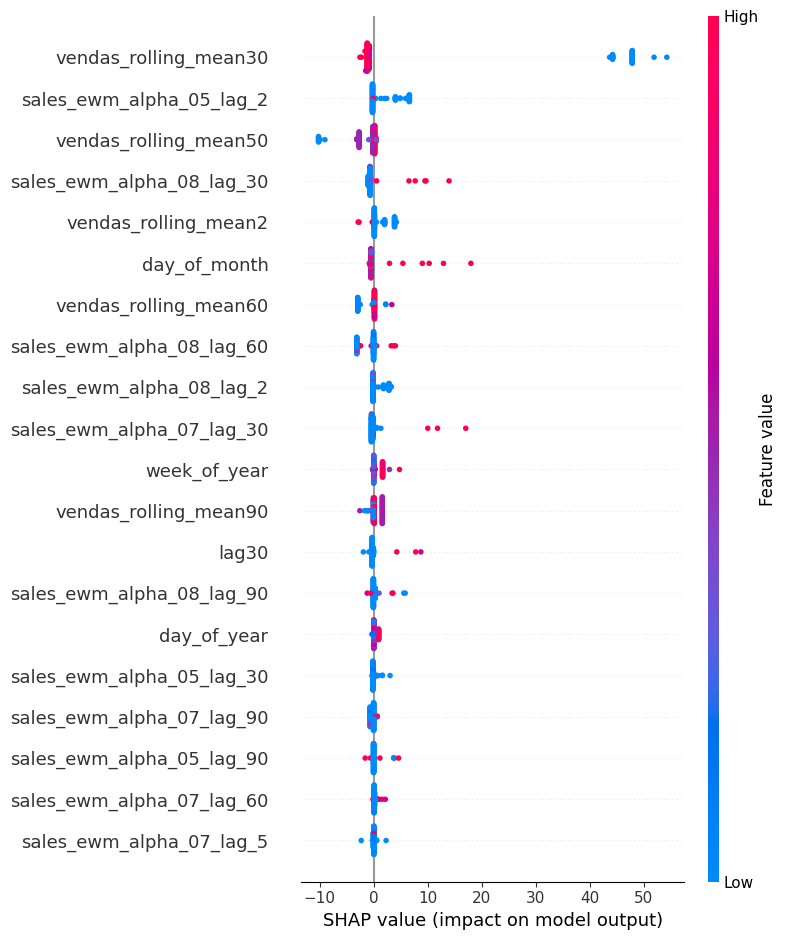 High
vendas_rolling_mean30
sales_ewm_alpha_05_lag_2
vendas_rolling_mean50
sales_ewm_alpha_08_lag_30
vendas_rolling_mean2
day_of_month
vendas_rolling_mean60
sales_ewm_alpha_08_lag_60
sales_ewm_alpha_08_lag_2
sales_ewm_alpha_07_lag_30
week_of_year
vendas_rolling_mean90
lag30
sales_ewm_alpha_08_lag_90
day_of_year
sales_ewm_alpha_05_lag_30
sales_ewm_alpha_07_lag_90
sales_ewm_alpha_05_lag_90
sales_ewm_alpha_07_lag_60
sales_ewm_alpha_07_lag_5
Feature value
Low
−10 0 10 20 30 40 50
SHAP value (impact on model output)